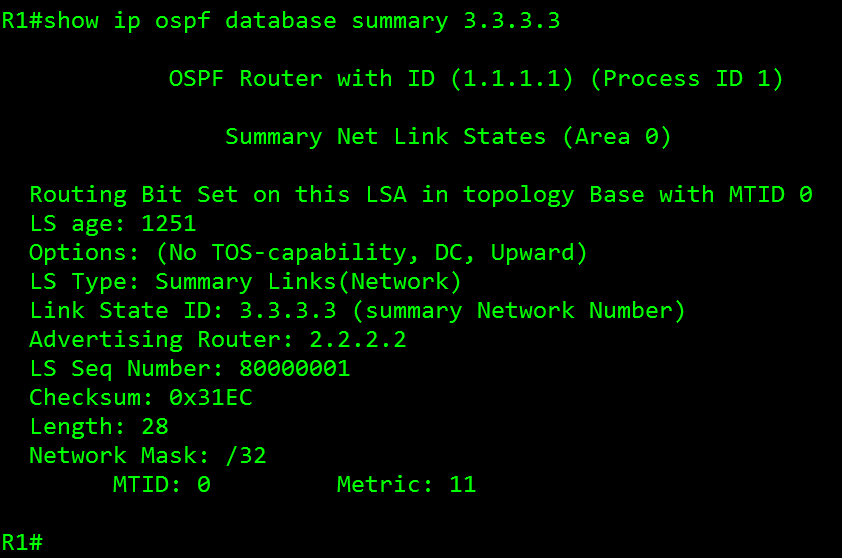 R1#show ip ospf database summary 3.3.3.3
OSPF Router with ID (1.1.1.1) (Process ID 1)
Summary Net Link States (Area 0)
Routing Bit Set on this LSA in topology Base with MTID 0
LS age: 1251
Options: (No TOS-capability, DC, Upward)
LS Type: Summary Links(Network)
Link State ID: 3.3.3.3 (summary Network Number)
Advertising Router: 2.2.2.2
LS Seq Number: 80000001
Checksum: 0x31EC
Length: 28
Network Mask: /32
MTID: 0 Metric: 11
R1#